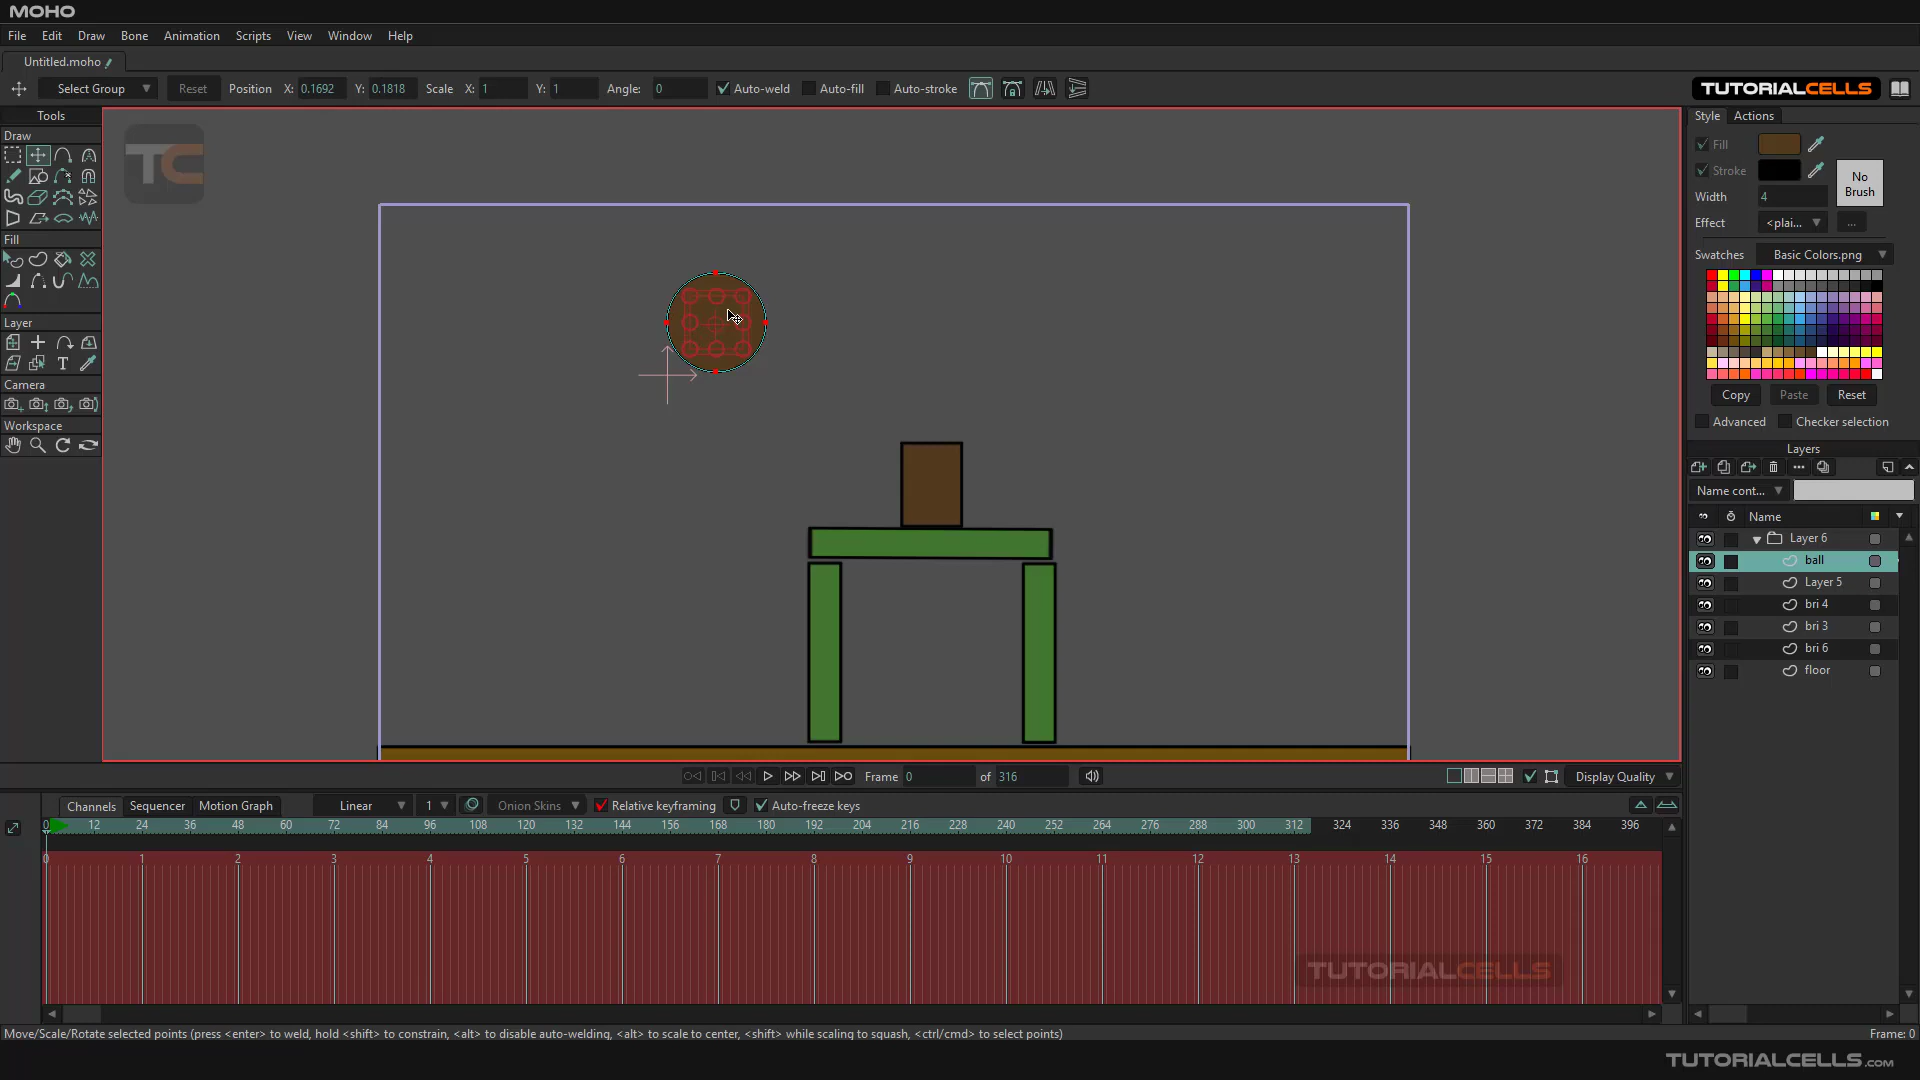 MOHO
File Edit Draw Bone Animation Scripts View Window Help
Untitled.moho
Select Group Reset Position X: 0.1692 Y: 0.1818 Scale X: 1 Y: 1 Angle: 0 Auto-weld Auto-fill Auto-stroke
TUTORIALCELLS
Tools
Draw
Fill
Layer
Camera
Workspace
TC
Style Actions
Fill
Stroke
No Brush
Width 4
Effect <plai... ...
Swatches Basic Colors.png
Copy Paste Reset
Advanced Checker selection
Layers
Name cont...
Name
Layer 6
ball
Layer 5
bri 4
bri 3
bri 6
floor
Frame 0 of 316
Display Quality
Channels Sequencer Motion Graph Linear 1 Onion Skins Relative keyframing Auto-freeze keys
0 12 24 36 48 60 72 84 96 108 120 132 144 156 168 180 192 204 216 228 240 252 264 276 288 300 312 324 336 348 360 372 384 396
0 1 2 3 4 5 6 7 8 9 10 11 12 13 14 15 16
TUTORIALCELLS
Move/Scale/Rotate selected points (press <enter> to weld, hold <shift> to constrain, <alt> to disable auto-welding, <alt> to scale to center, <shift> while scaling to squash, <ctrl/cmd> to select points)
Frame: 0
TUTORIALCELLS.COM